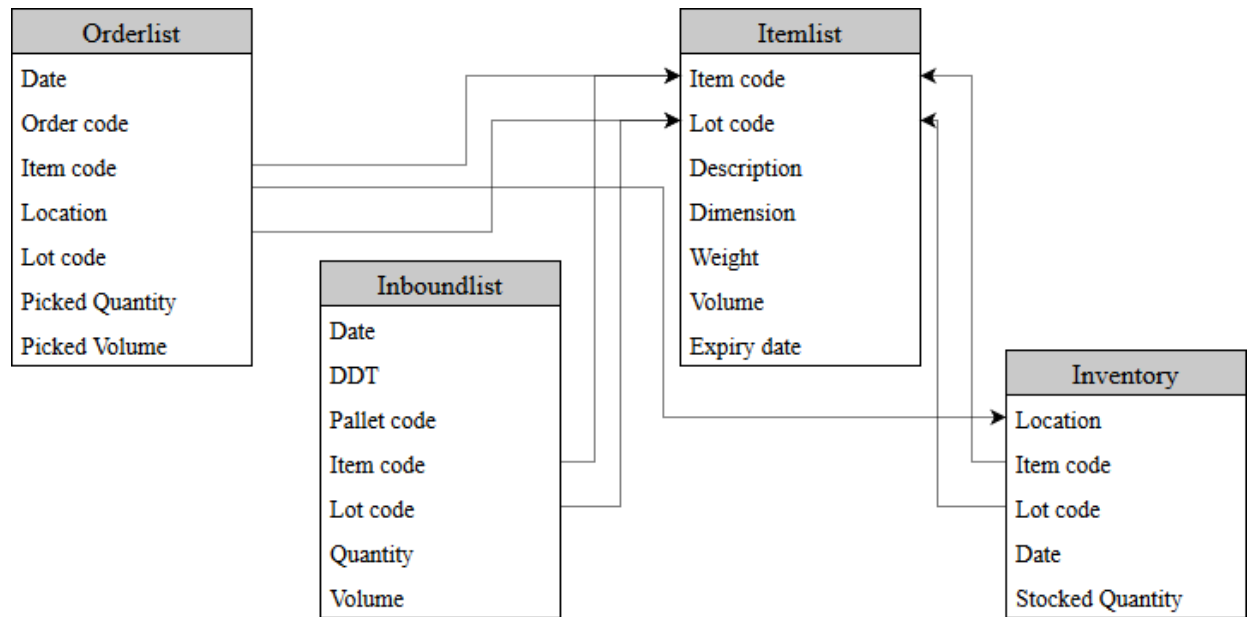 Orderlist
Date
Order code
Item code
Location
Lot code
Picked Quantity
Picked Volume
Inboundlist
Date
DDT
Pallet code
Item code
Lot code
Quantity
Volume
Itemlist
Item code
Lot code
Description
Dimension
Weight
Volume
Expiry date
Inventory
Location
Item code
Lot code
Date
Stocked Quantity